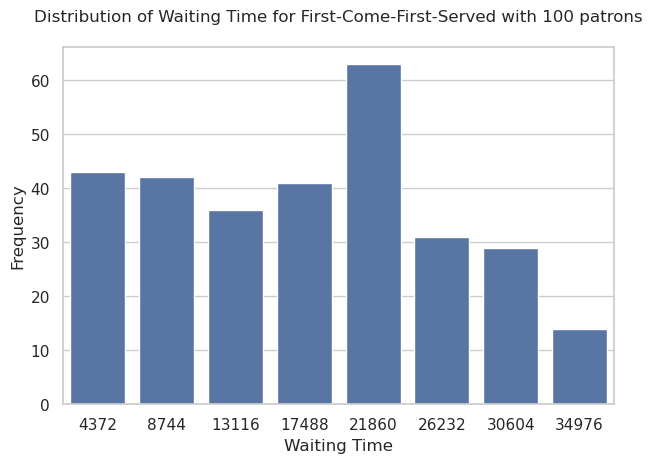 Distribution of Waiting Time for First-Come-First-Served with 100 patrons
Frequency
60
50
40
30
20
10
0
4372 8744 13116 17488 21860 26232 30604 34976
Waiting Time